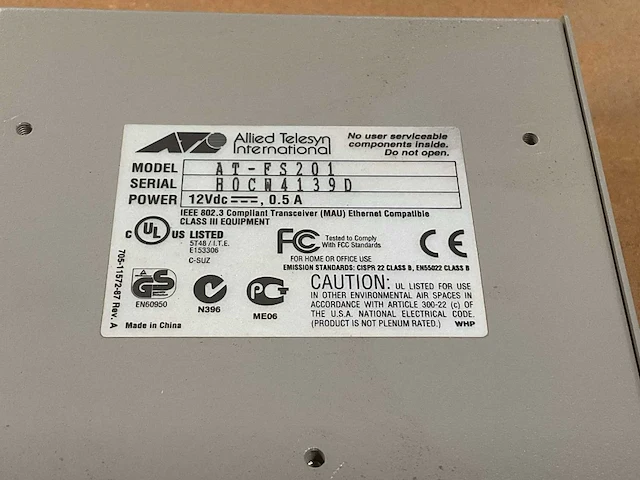 Allied Telesyn
International
No user serviceable
components inside.
Do not open.
MODEL AT-FS201
SERIAL H0CW4139D
POWER 12Vdc ⎓, 0.5 A
IEEE 802.3 Compliant Transceiver (MAU) Ethernet Compatible
CLASS III EQUIPMENT
C UL US LISTED
5T48 / I.T.E.
E153306
C-SUZ
FC Tested to Comply
With FCC Standards
FOR HOME OR OFFICE USE
CE
EMISSION STANDARDS: CISPR 22 CLASS B, EN55022 CLASS B
GS
EN60950
N396
ME06
CAUTION: UL LISTED FOR USE
IN OTHER ENVIRONMENTAL AIR SPACES IN
ACCORDANCE WITH ARTICLE 300-22 (c) OF
THE U.S.A. NATIONAL ELECTRICAL CODE.
(PRODUCT IS NOT PLENUM RATED.)
WHP
Made in China
705-11572-87 Rev. A